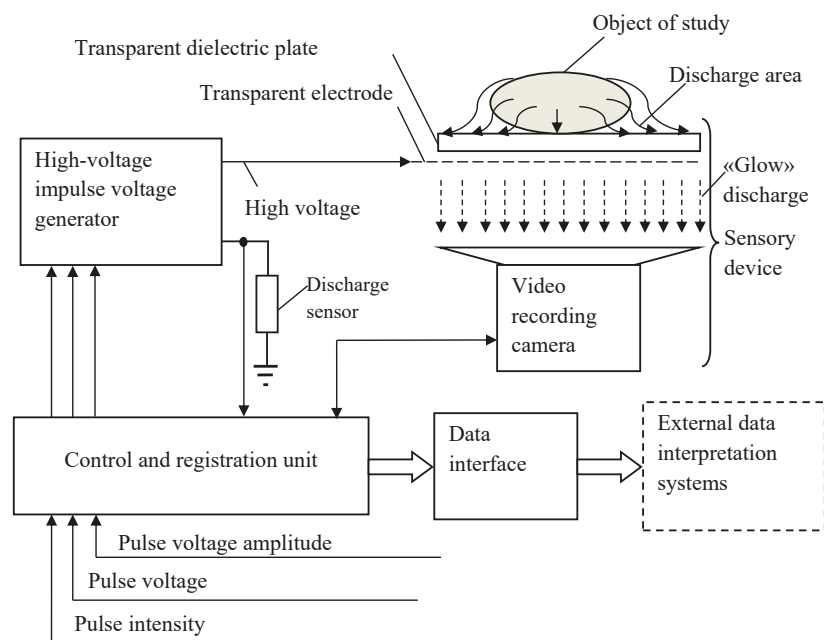 Object of study
Transparent dielectric plate
Discharge area
Transparent electrode
High-voltage
impulse voltage
generator
«Glow»
discharge
High voltage
Sensory
device
Discharge
sensor
Video
recording
camera
Control and registration unit
Data
interface
External data
interpretation
systems
Pulse voltage amplitude
Pulse voltage
Pulse intensity